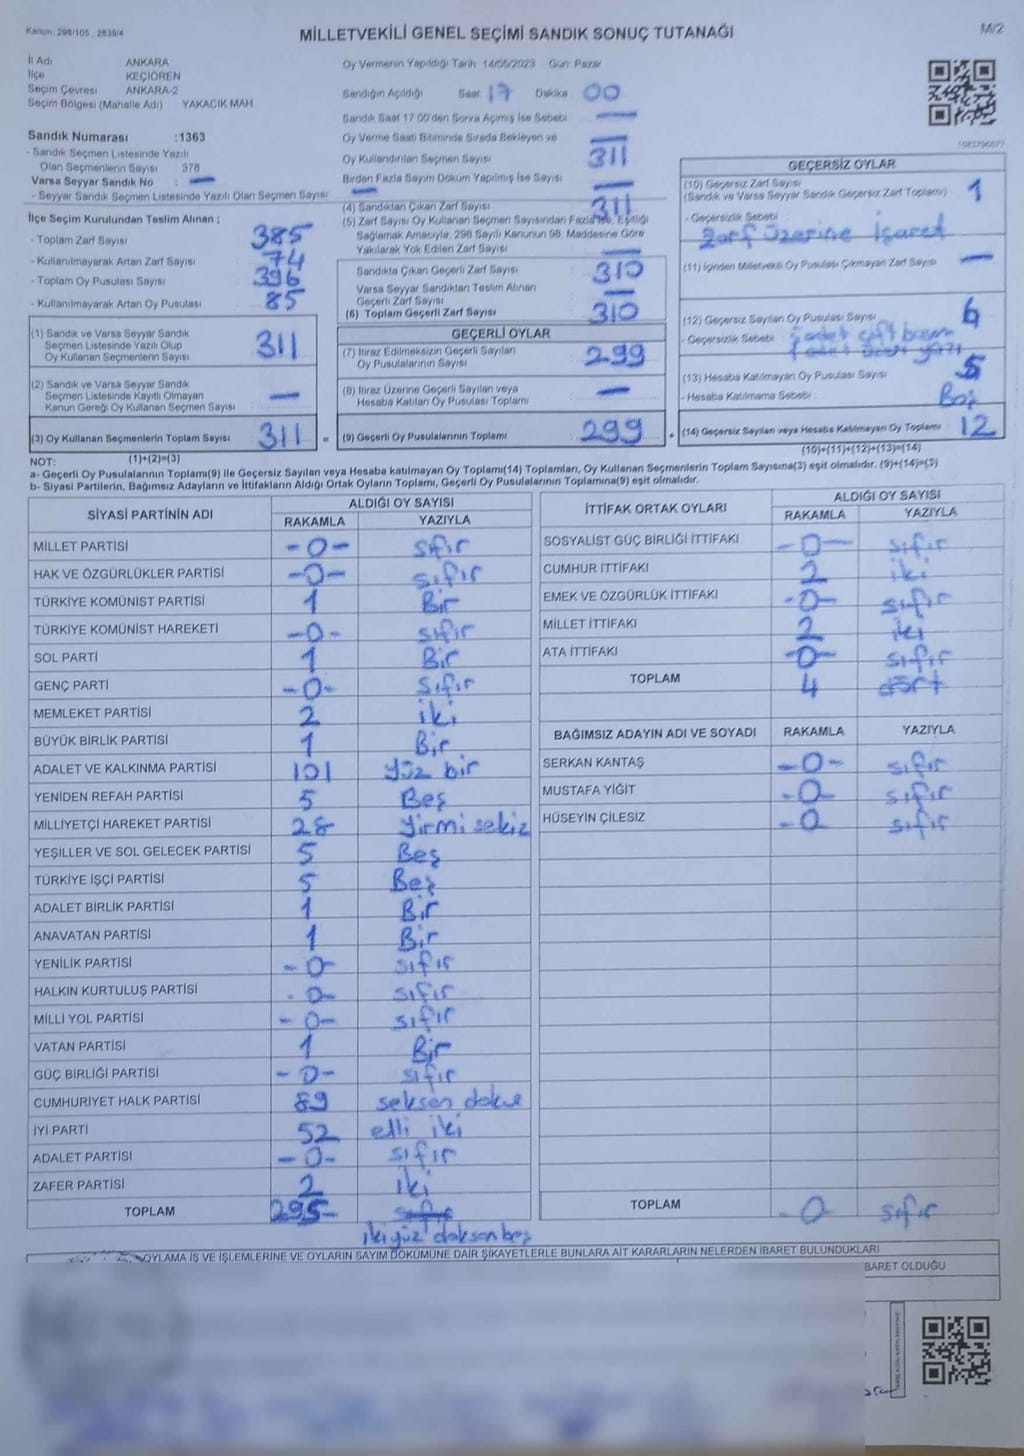 Kanun: 298/105 , 2839/4
MİLLETVEKİLİ GENEL SEÇİMİ SANDIK SONUÇ TUTANAĞI
M/2
İl Adı ANKARA
İlçe KEÇİÖREN
Seçim Çevresi ANKARA-2
Seçim Bölgesi (Mahalle Adı) YAKACIK MAH
Sandık Numarası :1363
- Sandık Seçmen Listesinde Yazılı
Olan Seçmenlerin Sayısı 378
Varsa Seyyar Sandık No : —
- Seyyar Sandık Seçmen Listesinde Yazılı Olan Seçmen Sayısı —
Oy Vermenin Yapıldığı Tarih 14/05/2023 Gün: Pazar
Sandığın Açıldığı Saat 17 Dakika 00
Sandık Saat 17.00'den Sonra Açılmış İse Sebebi —
Oy Verme Saati Bitiminde Sırada Bekleyen ve —
Oy Kullandırılan Seçmen Sayısı 311
Birden Fazla Sayım Döküm Yapılmış İse Sayısı —
(4) Sandıktan Çıkan Zarf Sayısı 311
(5) Zarf Sayısı Oy Kullanan Seçmen Sayısından Fazla İse, Eşitliği
Sağlamak Amacıyla, 298 Sayılı Kanunun 98. Maddesine Göre
Yakılarak Yok Edilen Zarf Sayısı —
İlçe Seçim Kurulundan Teslim Alınan ;
- Toplam Zarf Sayısı 385
- Kullanılmayarak Artan Zarf Sayısı 74
- Toplam Oy Pusulası Sayısı 396
- Kullanılmayarak Artan Oy Pusulası 85
Sandıkta Çıkan Geçerli Zarf Sayısı 310
Varsa Seyyar Sandıktan Teslim Alınan
Geçerli Zarf Sayısı —
(6) Toplam Geçerli Zarf Sayısı 310
(1) Sandık ve Varsa Seyyar Sandık
Seçmen Listesinde Yazılı Olup
Oy Kullanan Seçmenlerin Sayısı 311
(2) Sandık ve Varsa Seyyar Sandık
Seçmen Listesinde Kayıtlı Olmayan
Kanun Gereği Oy Kullanan Seçmen Sayısı —
(3) Oy Kullanan Seçmenlerin Toplam Sayısı 311 =
(1)+(2)=(3)
GEÇERLİ OYLAR
(7) İtiraz Edilmeksizin Geçerli Sayılan
Oy Pusulalarının Sayısı 299
(8) İtiraz Üzerine Geçerli Sayılan veya
Hesaba Katılan Oy Pusulası Toplamı —
(9) Geçerli Oy Pusulalarının Toplamı 299 +
GEÇERSİZ OYLAR
(10) Geçersiz Zarf Sayısı 1
(Sandık ve Varsa Seyyar Sandık Geçersiz Zarf Toplamı)
- Geçersizlik Sebebi
Zarf üzerine işaret
(11) İçinden Milletvekili Oy Pusulası Çıkmayan Zarf Sayısı —
(12) Geçersiz Sayılan Oy Pusulası Sayısı 6
- Geçersizlik Sebebi adet çift basım
(13) Hesaba Katılmayan Oy Pusulası Sayısı 5
- Hesaba Katılmama Sebebi : Boş
(14) Geçersiz Sayılan veya Hesaba Katılmayan Oy Toplamı 12
(10)+(11)+(12)+(13)=(14)
NOT:
a- Geçerli Oy Pusulalarının Toplamı(9) ile Geçersiz Sayılan veya Hesaba katılmayan Oy Toplamı(14) Toplamları, Oy Kullanan Seçmenlerin Toplam Sayısına(3) eşit olmalıdır. (9)+(14)=(3)
b- Siyasi Partilerin, Bağımsız Adayların ve İttifakların Aldığı Ortak Oyların Toplamı, Geçerli Oy Pusulalarının Toplamına(9) eşit olmalıdır.
SİYASİ PARTİNİN ADI ALDIĞI OY SAYISI
RAKAMLA YAZIYLA
MİLLET PARTİSİ -0- sıfır
HAK VE ÖZGÜRLÜKLER PARTİSİ -0- sıfır
TÜRKİYE KOMÜNİST PARTİSİ 1 Bir
TÜRKİYE KOMÜNİST HAREKETİ -0- sıfır
SOL PARTİ 1 Bir
GENÇ PARTİ -0- sıfır
MEMLEKET PARTİSİ 2 iki
BÜYÜK BİRLİK PARTİSİ 1 Bir
ADALET VE KALKINMA PARTİSİ 101 yüz bir
YENİDEN REFAH PARTİSİ 5 Beş
MİLLİYETÇİ HAREKET PARTİSİ 28 yirmi sekiz
YEŞİLLER VE SOL GELECEK PARTİSİ 5 Beş
TÜRKİYE İŞÇİ PARTİSİ 5 Beş
ADALET BİRLİK PARTİSİ 1 Bir
ANAVATAN PARTİSİ 1 Bir
YENİLİK PARTİSİ -0- sıfır
HALKIN KURTULUŞ PARTİSİ -0- sıfır
MİLLİ YOL PARTİSİ -0- sıfır
VATAN PARTİSİ 1 Bir
GÜÇ BİRLİĞİ PARTİSİ -0- sıfır
CUMHURİYET HALK PARTİSİ 89 seksen dokuz
İYİ PARTİ 52 elli iki
ADALET PARTİSİ -0- sıfır
ZAFER PARTİSİ 2 iki
TOPLAM 295- sıfır
ikiyüz doksan beş
İTTİFAK ORTAK OYLARI ALDIĞI OY SAYISI
RAKAMLA YAZIYLA
SOSYALİST GÜÇ BİRLİĞİ İTTİFAKI -0- sıfır
CUMHUR İTTİFAKI 2 iki
EMEK VE ÖZGÜRLÜK İTTİFAKI -0- sıfır
MİLLET İTTİFAKI 2 iki
ATA İTTİFAKI -0- sıfır
TOPLAM 4 dört
BAĞIMSIZ ADAYIN ADI VE SOYADI RAKAMLA YAZIYLA
SERKAN KANTAŞ -0- sıfır
MUSTAFA YİĞİT -0- sıfır
HÜSEYİN ÇİLESİZ -0 sıfır
TOPLAM -0- sıfır
OYLAMA İŞ VE İŞLEMLERİNE VE OYLARIN SAYIM DÖKÜMÜNE DAİR ŞİKAYETLERLE BUNLARA AİT KARARLARIN NELERDEN İBARET BULUNDUKLARI
BARET OLDUĞU